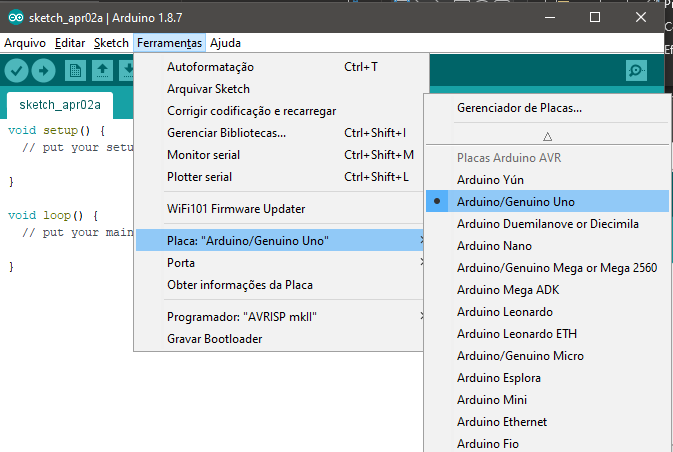 sketch_apr02a | Arduino 1.8.7
Arquivo Editar Sketch Ferramentas Ajuda
sketch_apr02a
void setup() {
// put your setu
}
void loop() {
// put your main
}
Autoformatação Ctrl+T
Arquivar Sketch
Corrigir codificação e recarregar
Gerenciar Bibliotecas... Ctrl+Shift+I
Monitor serial Ctrl+Shift+M
Plotter serial Ctrl+Shift+L
WiFi101 Firmware Updater
Placa: "Arduino/Genuino Uno"
Porta
Obter informações da Placa
Programador: "AVRISP mkII"
Gravar Bootloader
Gerenciador de Placas...
Placas Arduino AVR
Arduino Yún
Arduino/Genuino Uno
Arduino Duemilanove or Diecimila
Arduino Nano
Arduino/Genuino Mega or Mega 2560
Arduino Mega ADK
Arduino Leonardo
Arduino Leonardo ETH
Arduino/Genuino Micro
Arduino Esplora
Arduino Mini
Arduino Ethernet
Arduino Fio